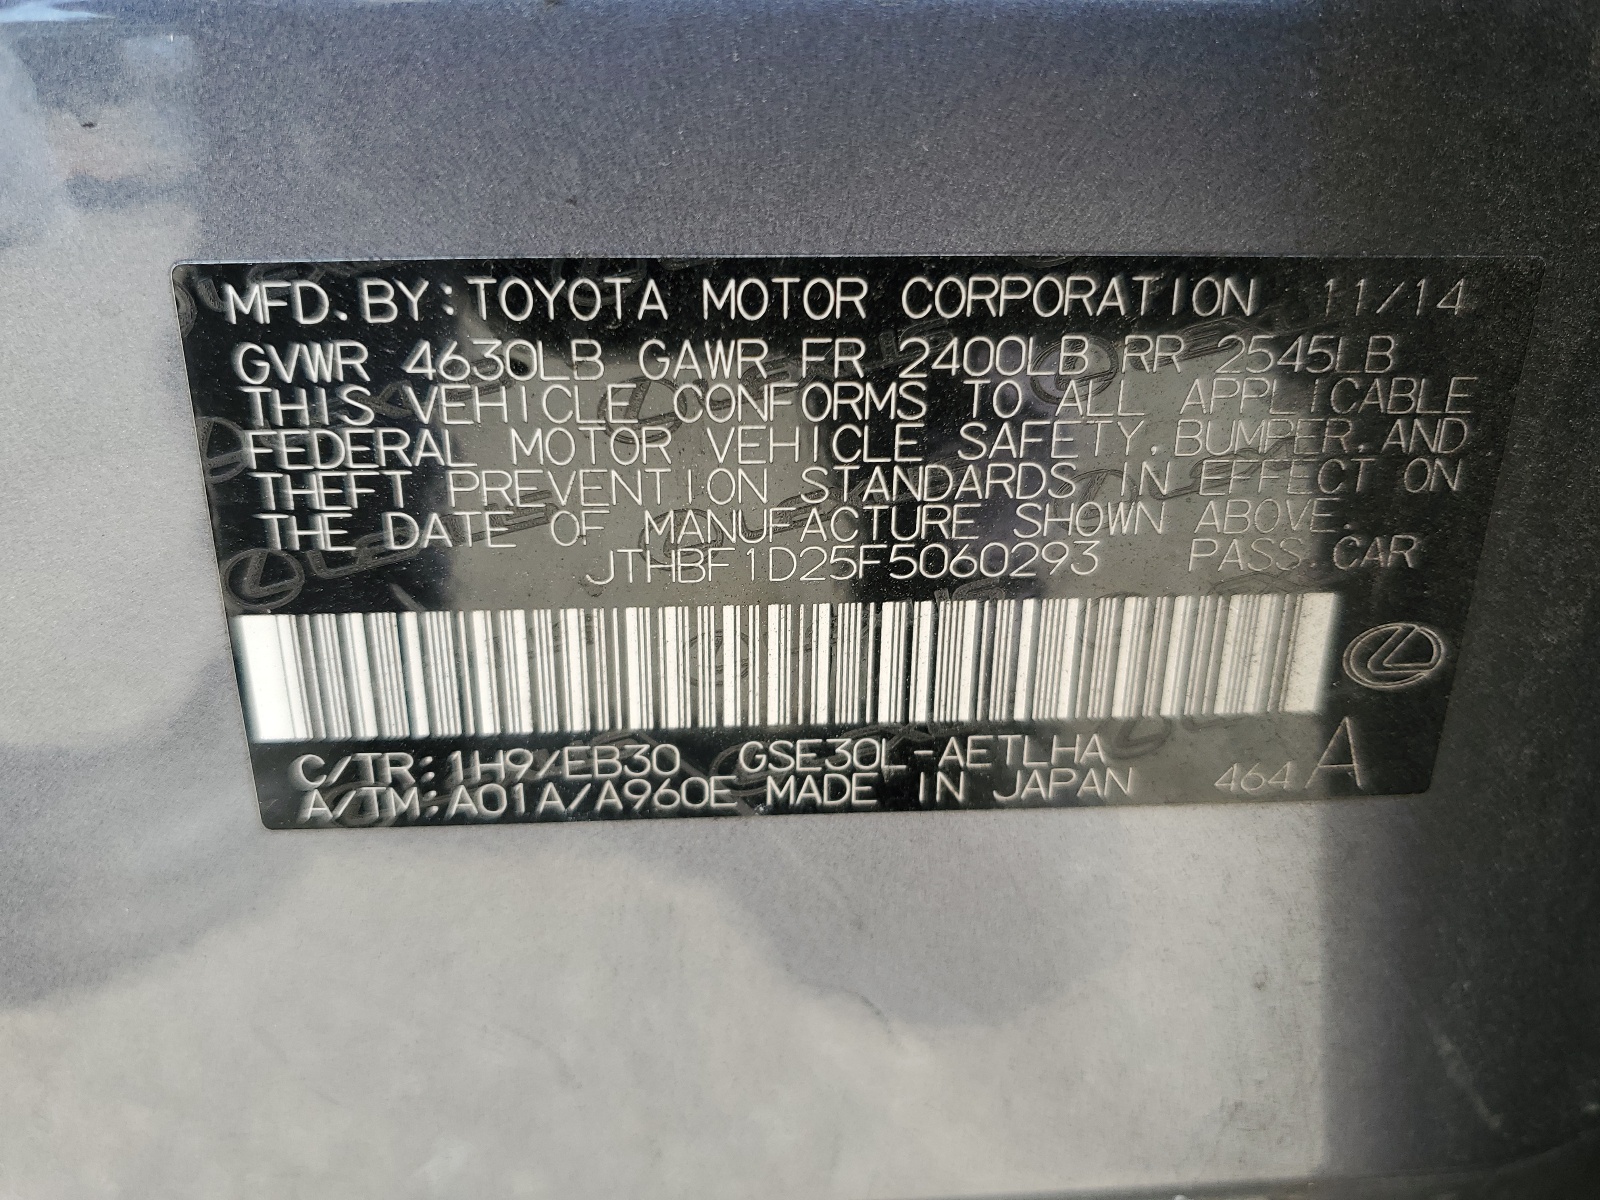 MFD. BY: TOYOTA MOTOR CORPORATION 11/14
GVWR 4630LB GAWR FR 2400LB RR 2545LB
THIS VEHICLE CONFORMS TO ALL APPLICABLE
FEDERAL MOTOR VEHICLE SAFETY, BUMPER, AND
THEFT PREVENTION STANDARDS IN EFFECT ON
THE DATE OF MANUFACTURE SHOWN ABOVE.
JTHBF1D25F5060293 PASS. CAR
C/TR: 1H9/EB30 GSE30L-AETLHA
A/TM: A01A/A960E MADE IN JAPAN 464 A